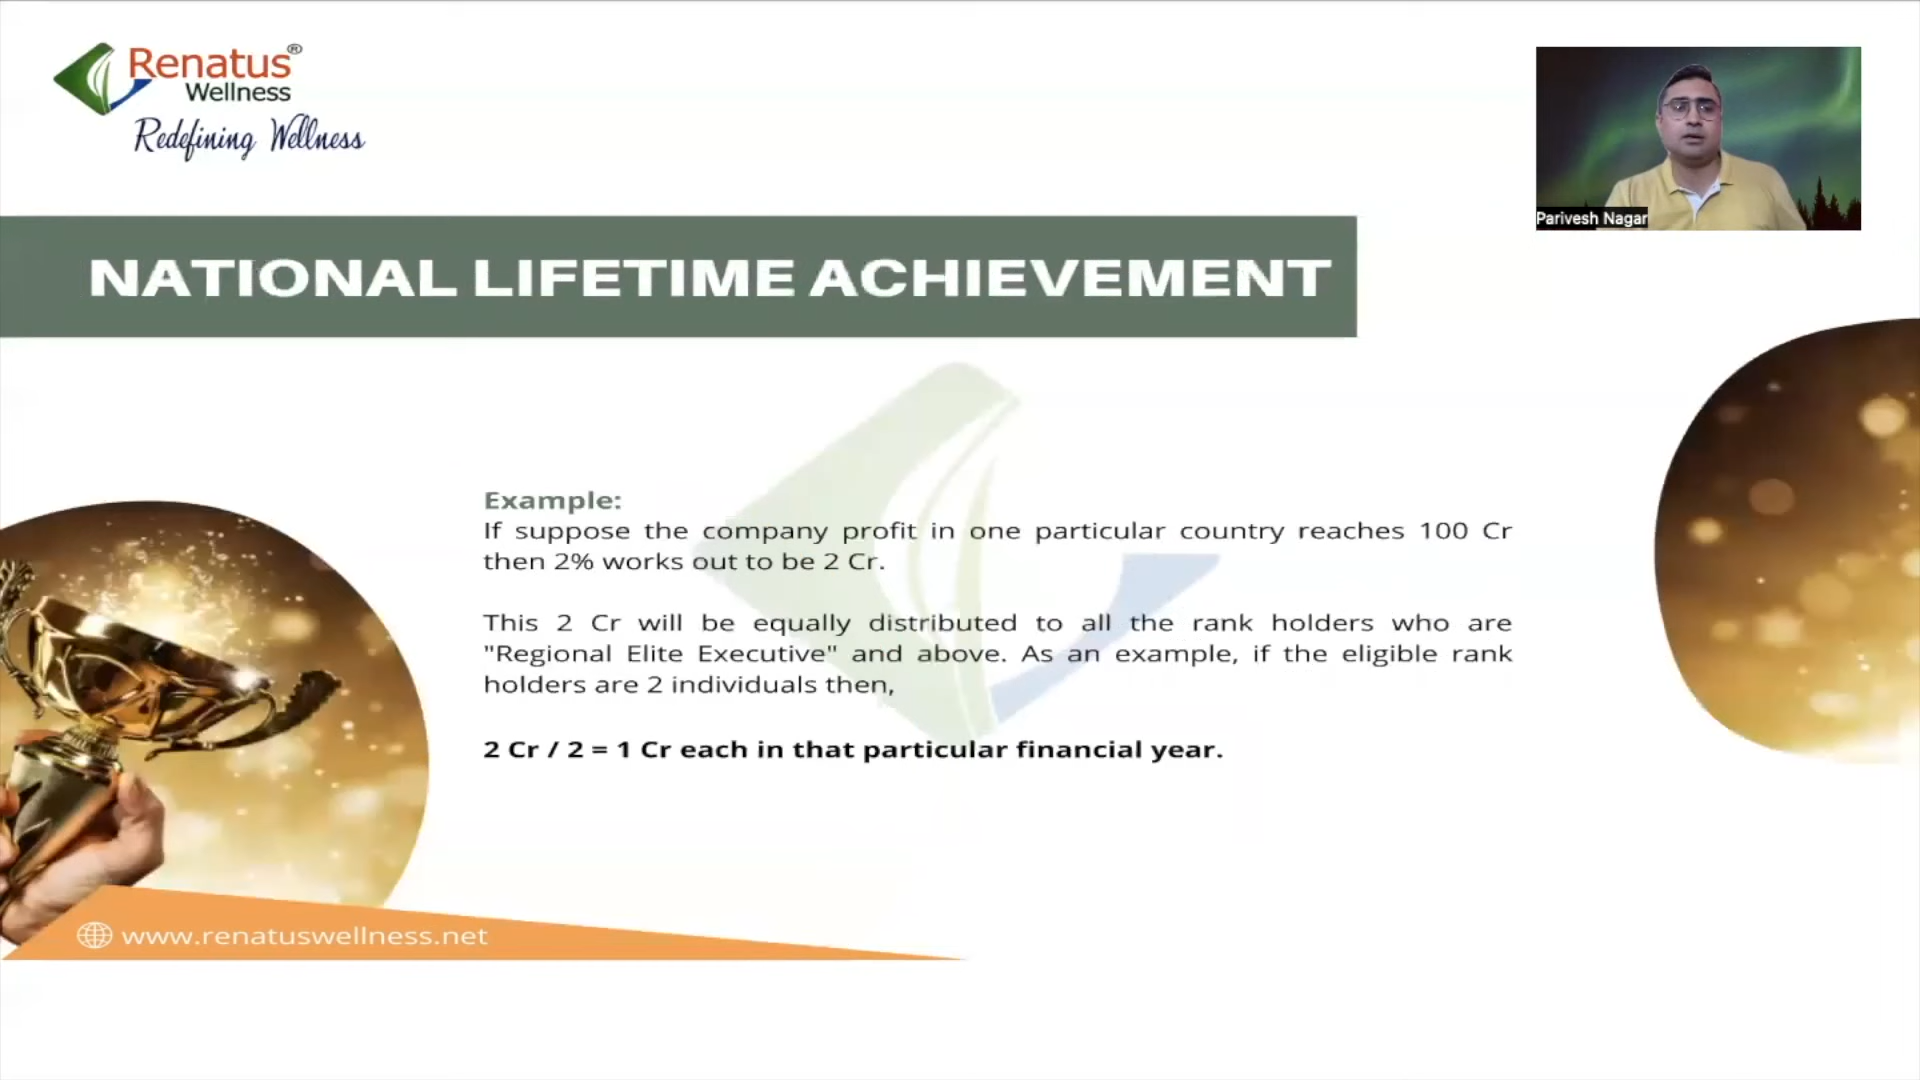 Renatus®
Wellness
Redefining Wellness
Parivesh Nagar
NATIONAL LIFETIME ACHIEVEMENT
Example:
If suppose the company profit in one particular country reaches 100 Cr
then 2% works out to be 2 Cr.
This 2 Cr will be equally distributed to all the rank holders who are
"Regional Elite Executive" and above. As an example, if the eligible rank
holders are 2 individuals then,
2 Cr / 2 = 1 Cr each in that particular financial year.
www.renatuswellness.net